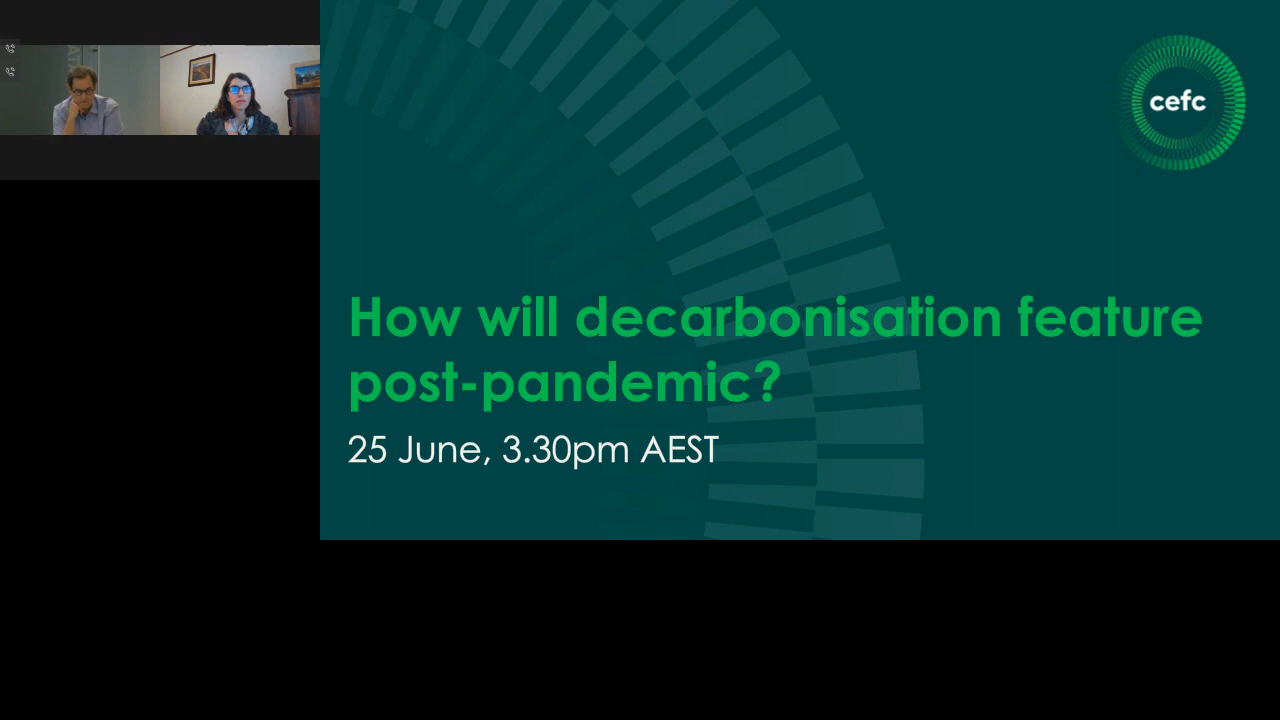 cefc
How will decarbonisation feature
post-pandemic?
25 June, 3.30pm AEST